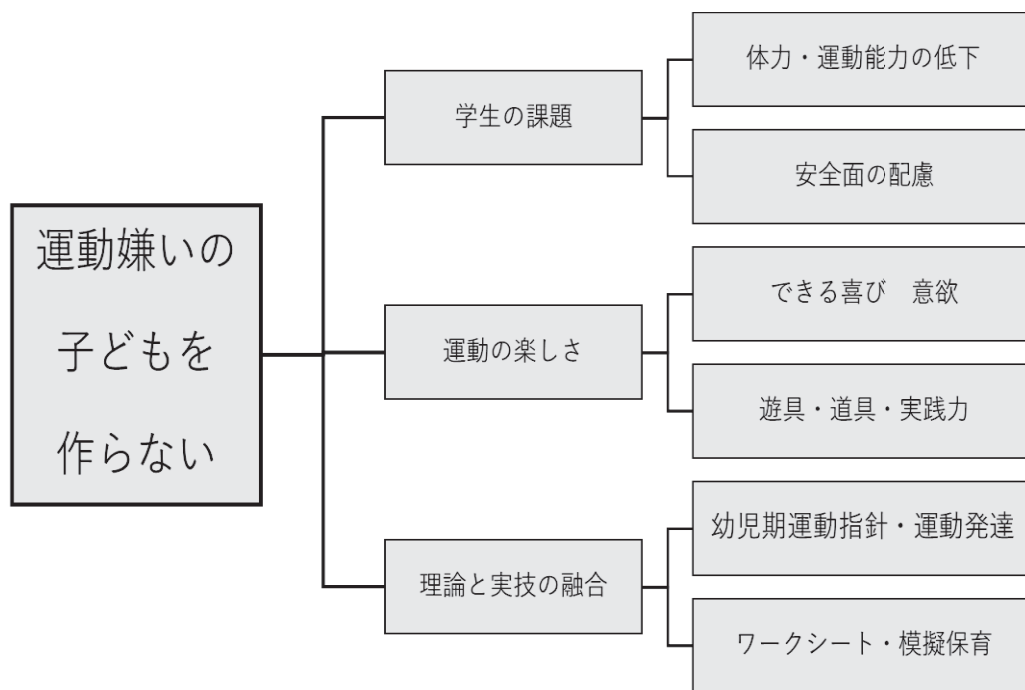 運動嫌いの
子どもを
作らない
学生の課題
体力・運動能力の低下
安全面の配慮
運動の楽しさ
できる喜び　意欲
遊具・道具・実践力
理論と実技の融合
幼児期運動指針・運動発達
ワークシート・模擬保育